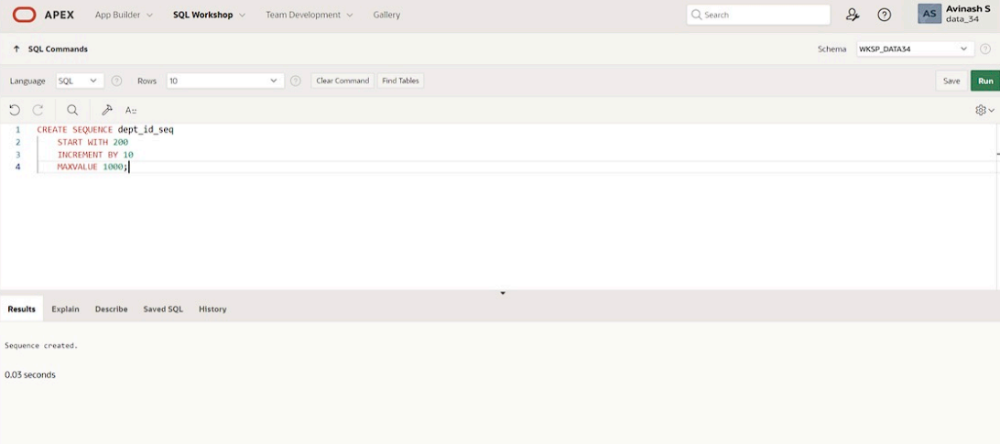 APEX App Builder SQL Workshop Team Development Gallery Search AS Avinash S
data_34
SQL Commands Schema WKSP_DATA34
Language SQL Rows 10 Clear Command Find Tables Save Run
A::
1 CREATE SEQUENCE dept_id_seq
2 START WITH 200
3 INCREMENT BY 10
4 MAXVALUE 1000;
Results Explain Describe Saved SQL History
Sequence created.
0.03 seconds